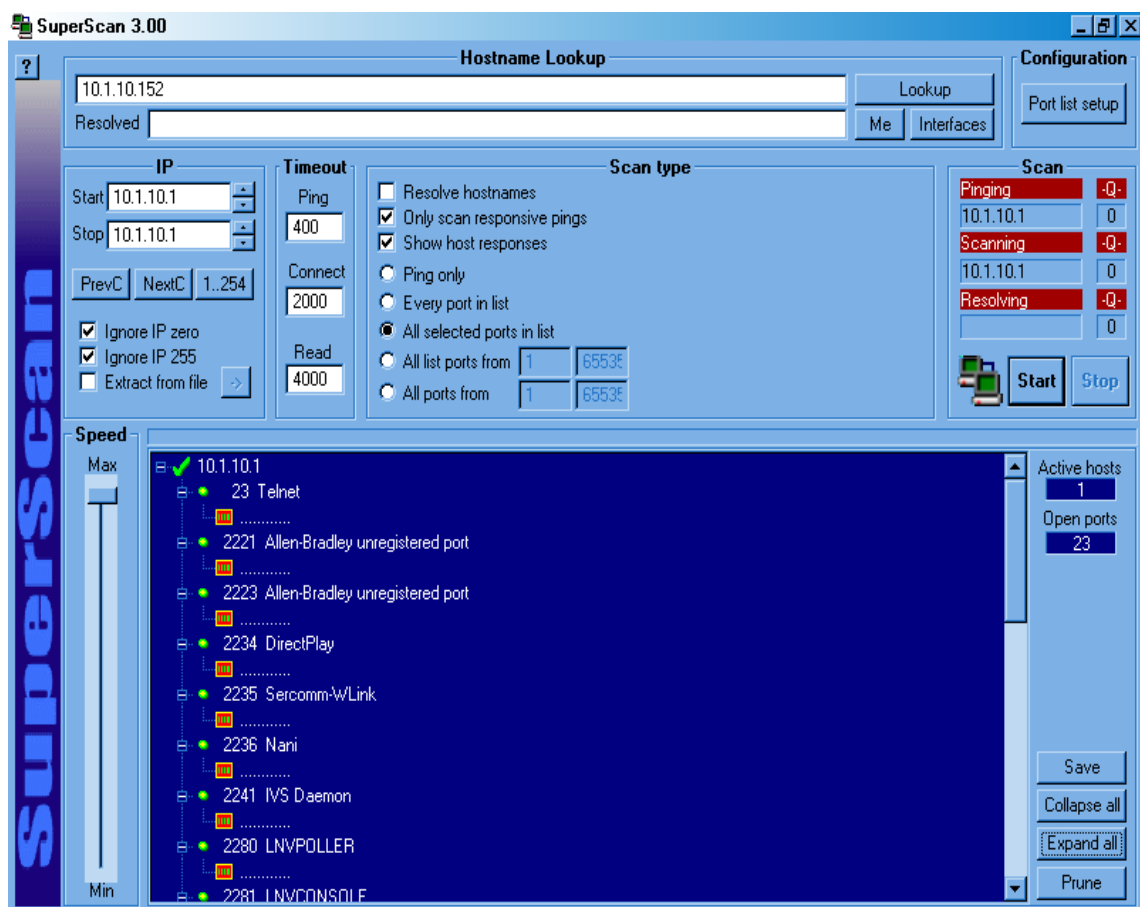 SuperScan 3.00
?
Hostname Lookup
10.1.10.152
Lookup
Resolved
Me
Interfaces
Configuration
Port list setup
IP
Start 10.1.10.1
Stop 10.1.10.1
PrevC
NextC
1..254
Ignore IP zero
Ignore IP 255
Extract from file
->
Timeout
Ping
400
Connect
2000
Read
4000
Scan type
Resolve hostnames
Only scan responsive pings
Show host responses
Ping only
Every port in list
All selected ports in list
All list ports from 1 65535
All ports from 1 65535
Scan
Pinging -Q-
10.1.10.1 0
Scanning -Q-
10.1.10.1 0
Resolving -Q-
0
Start
Stop
SuperScan
Speed
Max
Min
10.1.10.1
23 Telnet
............
2221 Allen-Bradley unregistered port
............
2223 Allen-Bradley unregistered port
............
2234 DirectPlay
............
2235 Sercomm-WLink
............
2236 Nani
............
2241 IVS Daemon
............
2280 LNVPOLLER
............
2281 LNVCONSOLE
Active hosts
1
Open ports
23
Save
Collapse all
Expand all
Prune